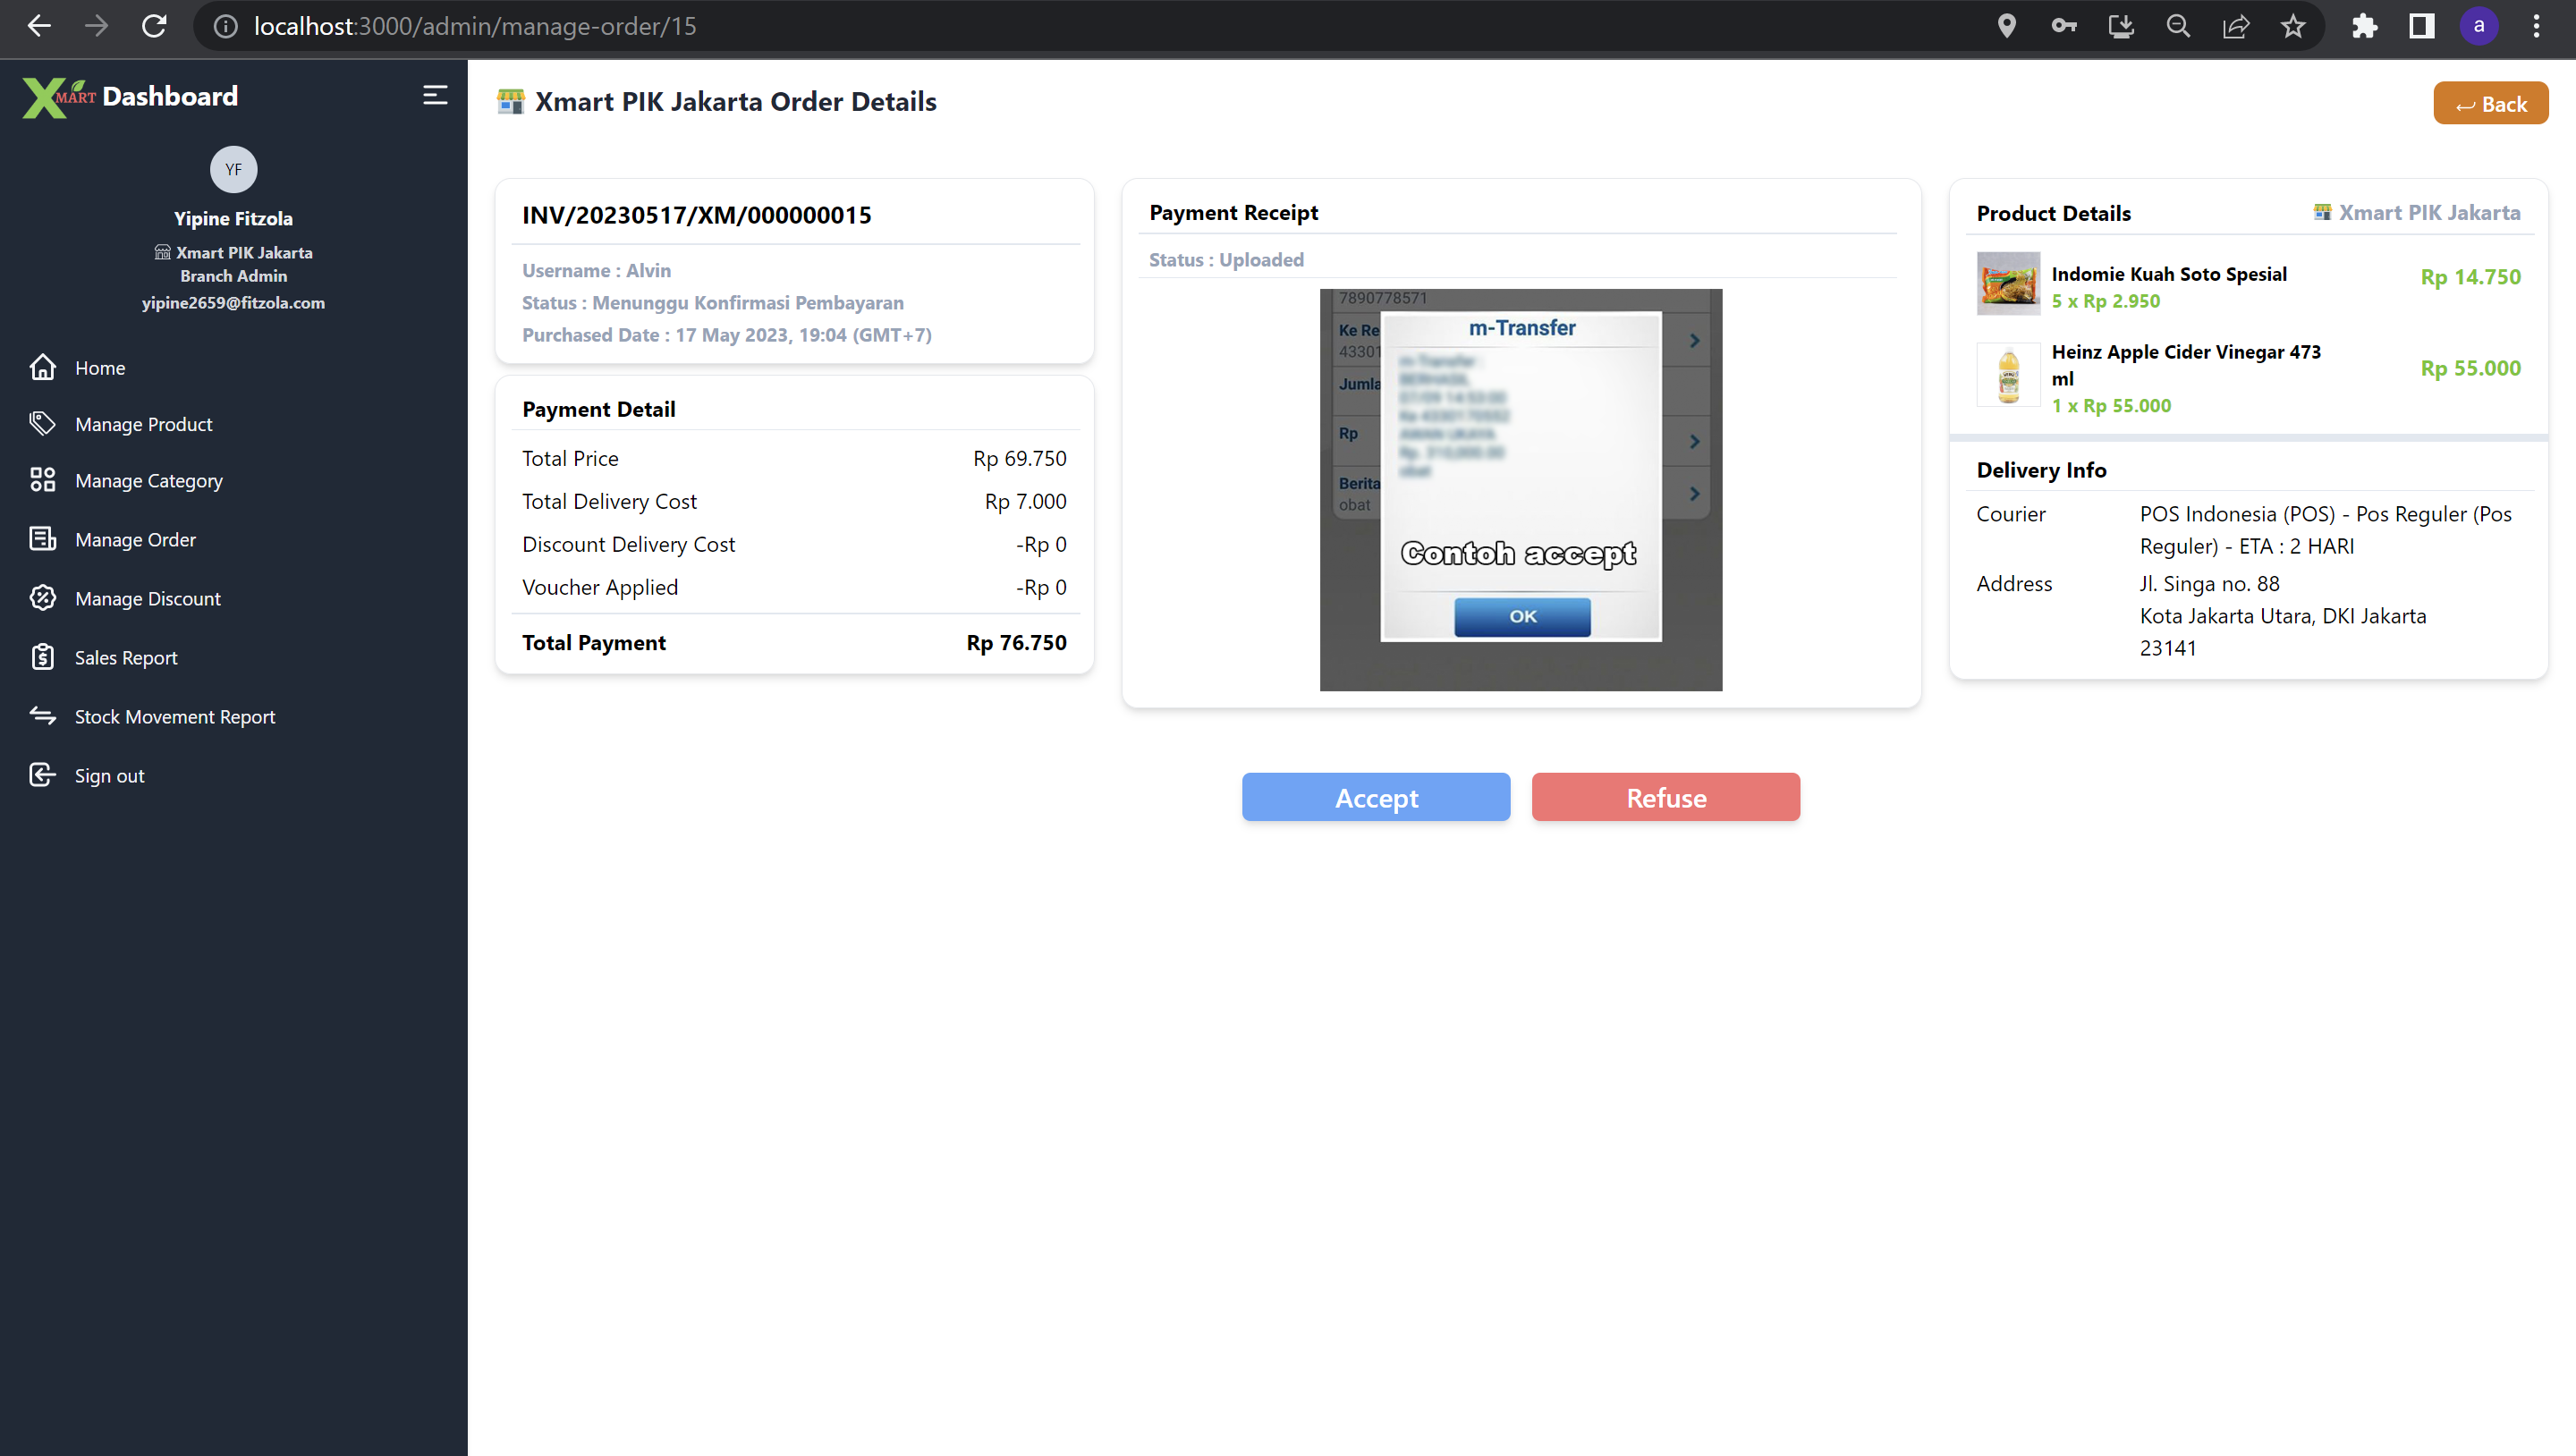 localhost:3000/admin/manage-order/15
a
XMART Dashboard
YF
Yipine Fitzola
Xmart PIK Jakarta
Branch Admin
yipine2659@fitzola.com
Home
Manage Product
Manage Category
Manage Order
Manage Discount
Sales Report
Stock Movement Report
Sign out
Xmart PIK Jakarta Order Details
Back
INV/20230517/XM/000000015
Username : Alvin
Status : Menunggu Konfirmasi Pembayaran
Purchased Date : 17 May 2023, 19:04 (GMT+7)
Payment Detail
Total Price Rp 69.750
Total Delivery Cost Rp 7.000
Discount Delivery Cost -Rp 0
Voucher Applied -Rp 0
Total Payment Rp 76.750
Payment Receipt
Status : Uploaded
7890778571
Ke Re
43301
Jumla
Rp
Berita
obat
m-Transfer
Contoh accept
OK
Product Details Xmart PIK Jakarta
Indomie Kuah Soto Spesial Rp 14.750
5 x Rp 2.950
Heinz Apple Cider Vinegar 473
ml
Rp 55.000
1 x Rp 55.000
Delivery Info
Courier POS Indonesia (POS) - Pos Reguler (Pos
Reguler) - ETA : 2 HARI
Address Jl. Singa no. 88
Kota Jakarta Utara, DKI Jakarta
23141
Accept
Refuse